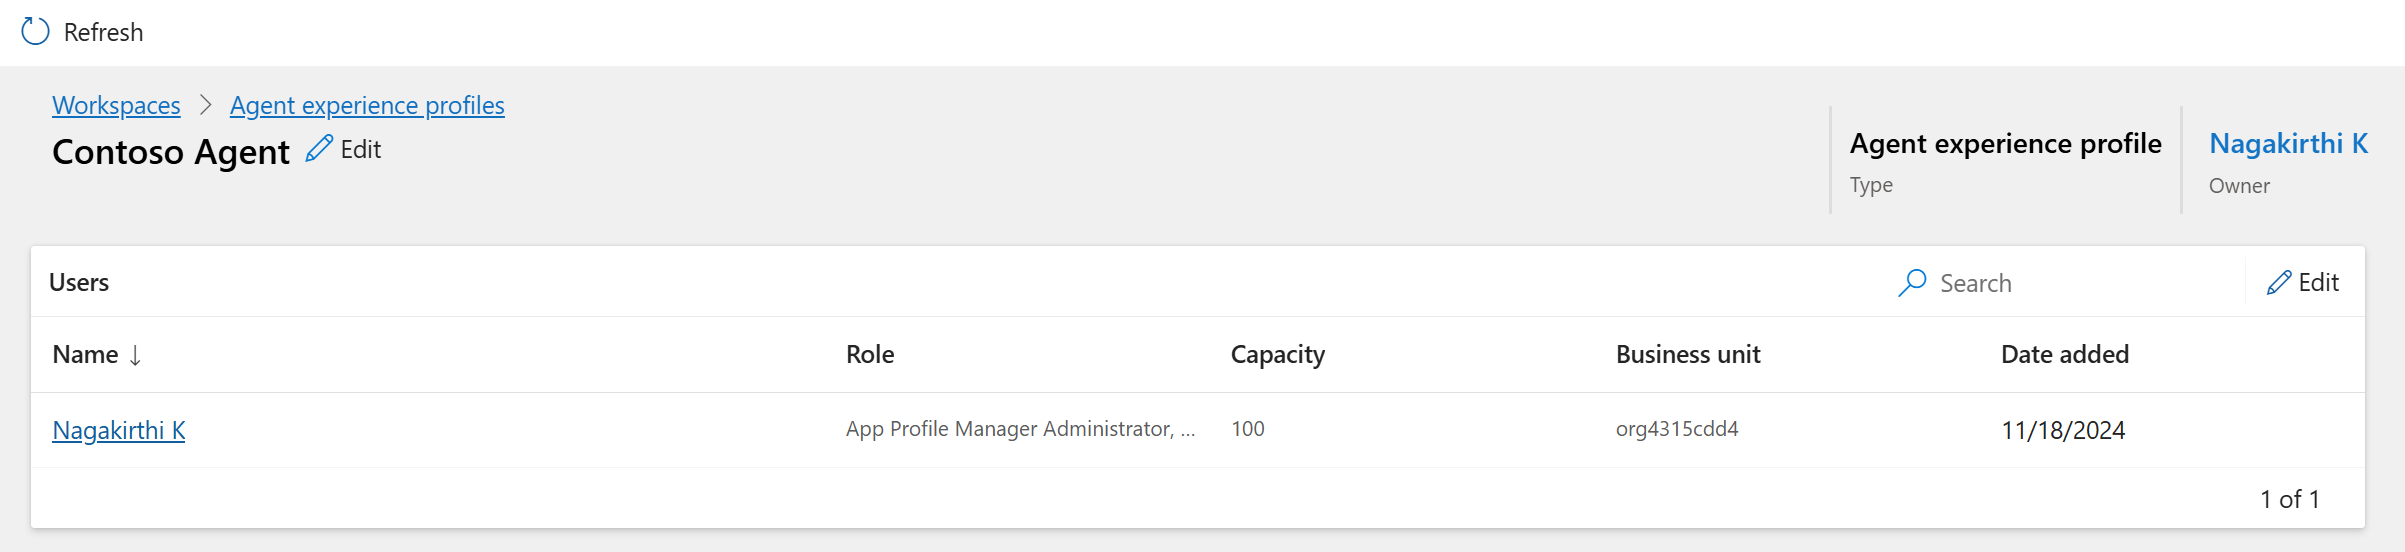 Refresh
Workspaces > Agent experience profiles
Contoso Agent Edit
Agent experience profile
Type
Nagakirthi K
Owner
Users Search Edit
Name ↓ Role Capacity Business unit Date added
Nagakirthi K App Profile Manager Administrator, ... 100 org4315cdd4 11/18/2024
1 of 1